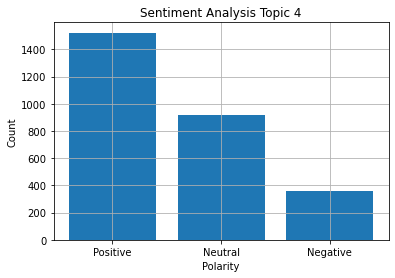 Sentiment Analysis Topic 4
Count
1400
1200
1000
800
600
400
200
0
Positive Neutral Negative
Polarity